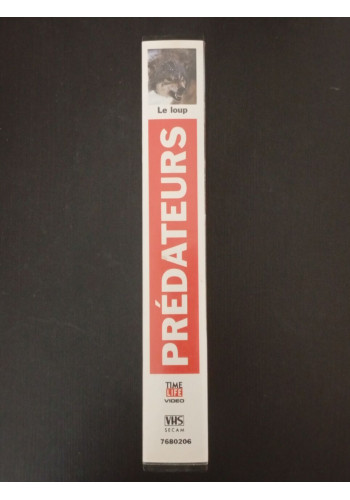 Le loup
PRÉDATEURS
TIME
LIFE
VIDEO
VHS
SECAM
7680206